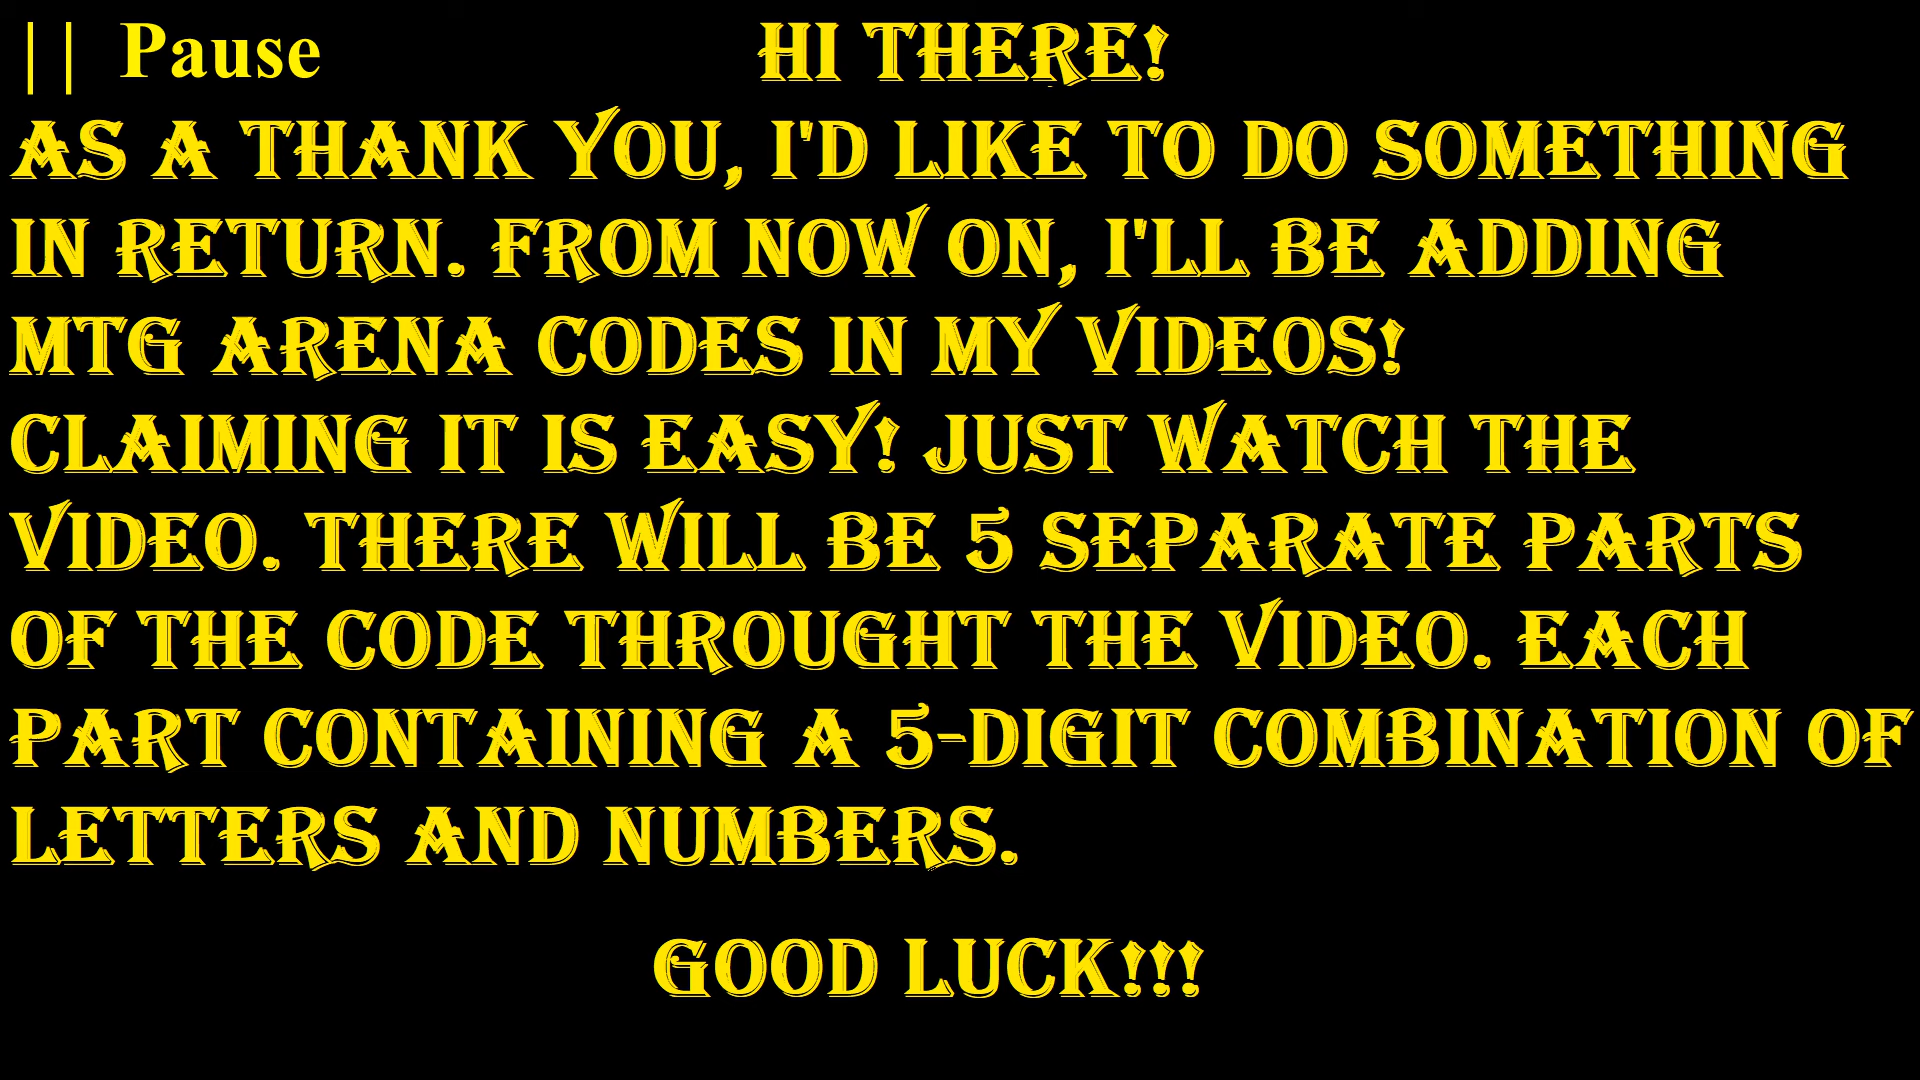 || Pause
HI THERE!
AS A THANK YOU, I'D LIKE TO DO SOMETHING
IN RETURN. FROM NOW ON, I'LL BE ADDING
MTG ARENA CODES IN MY VIDEOS!
CLAIMING IT IS EASY! JUST WATCH THE
VIDEO. THERE WILL BE 5 SEPARATE PARTS
OF THE CODE THROUGHT THE VIDEO. EACH
PART CONTAINING A 5-DIGIT COMBINATION OF
LETTERS AND NUMBERS.
GOOD LUCK!!!